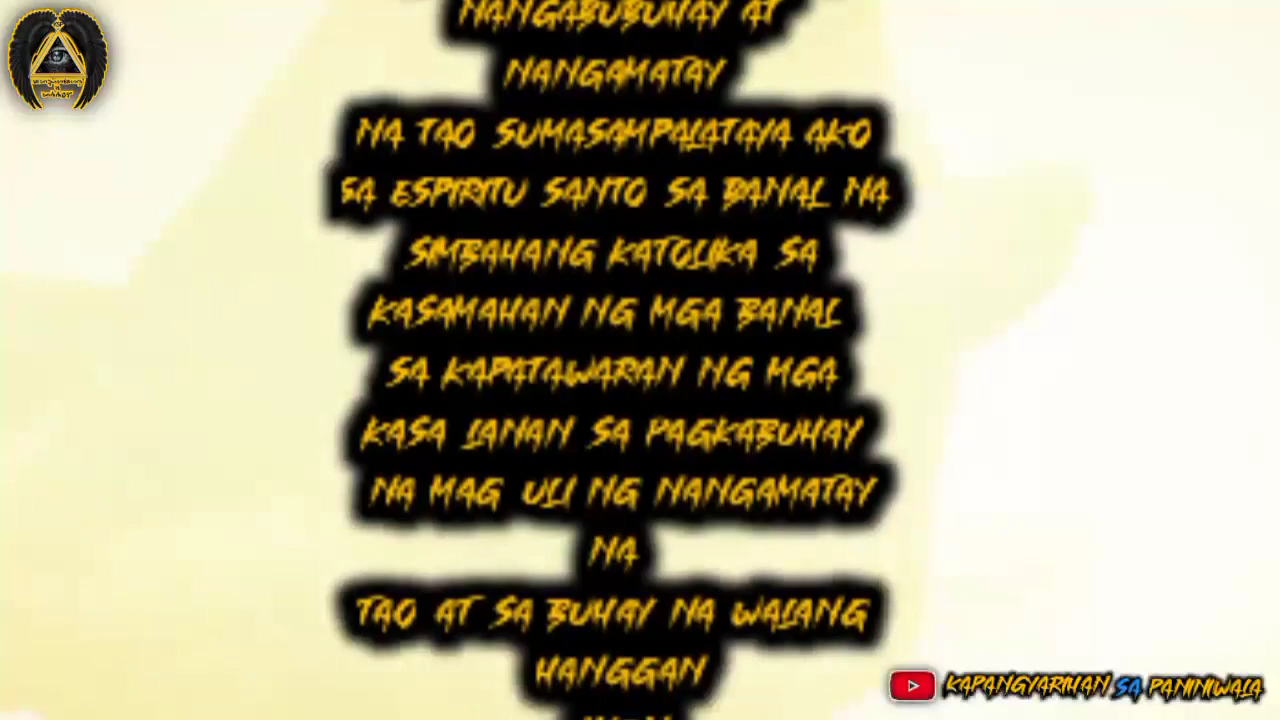 NANGABUBUHAY AT
NANGAMATAY
NA TAO SUMASAMPALATAYA AKO
SA ESPIRITU SANTO SA BANAL NA
SIMBAHANG KATOLIKA SA
KASAMAHAN NG MGA BANAL
SA KAPATAWARAN NG MGA
KASA LANAN SA PAGKABUHAY
NA MAG ULI NG NANGAMATAY
NA
TAO AT SA BUHAY NA WALANG
HANGGAN
KAPANGYARIHAN SA PANINIWALA